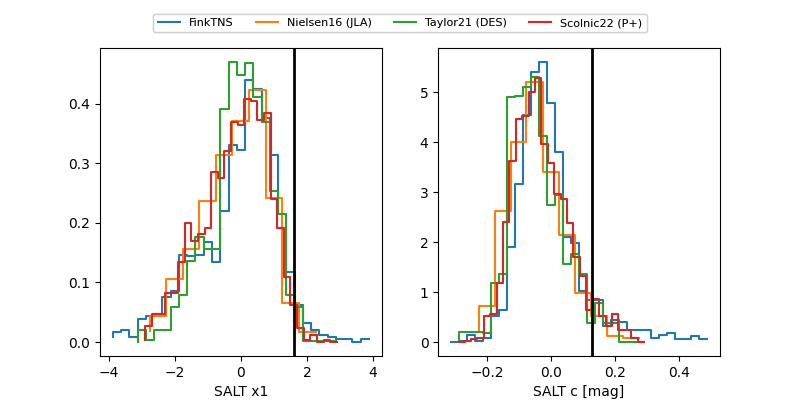 FinkTNS Nielsen16 (JLA) Taylor21 (DES) Scolnic22 (P+)
0.4
0.3
0.2
0.1
0.0
−4 −2 0 2 4
SALT x1
5
4
3
2
1
0
−0.2 0.0 0.2 0.4
SALT c [mag]